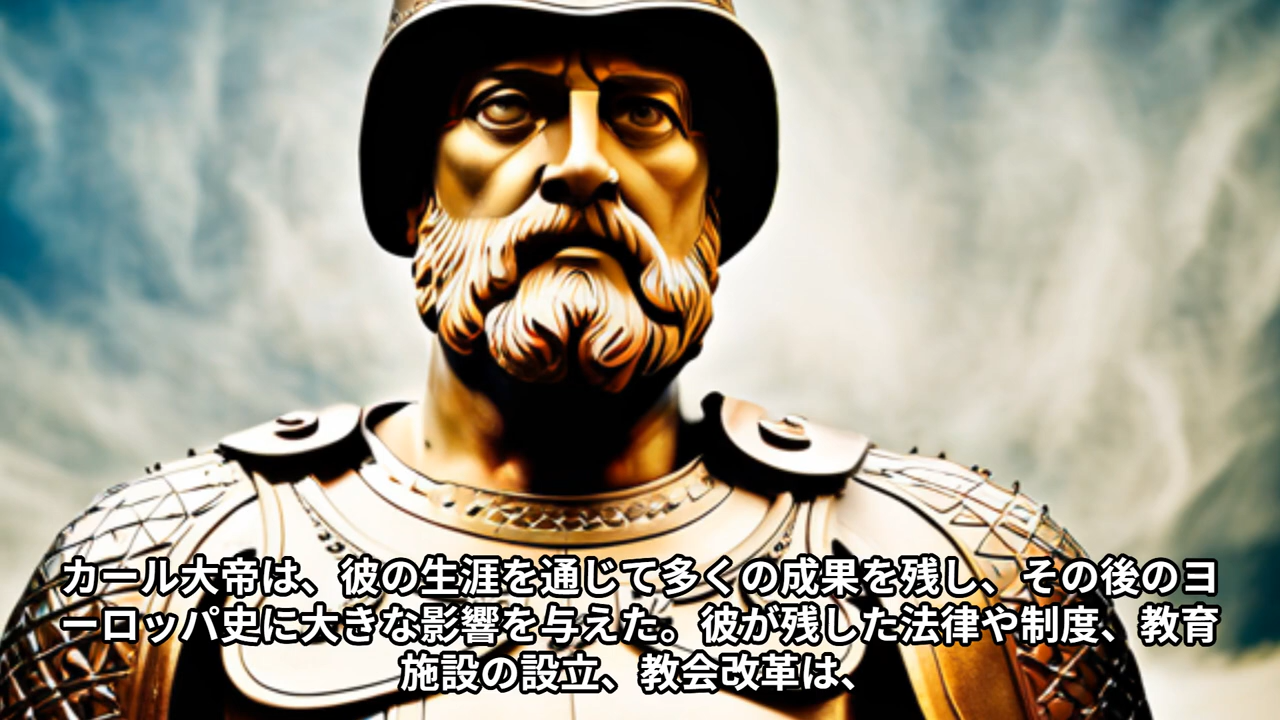 カール大帝は、彼の生涯を通じて多くの成果を残し、その後のヨ
ーロッパ史に大きな影響を与えた。彼が残した法律や制度、教育
施設の設立、教会改革は、